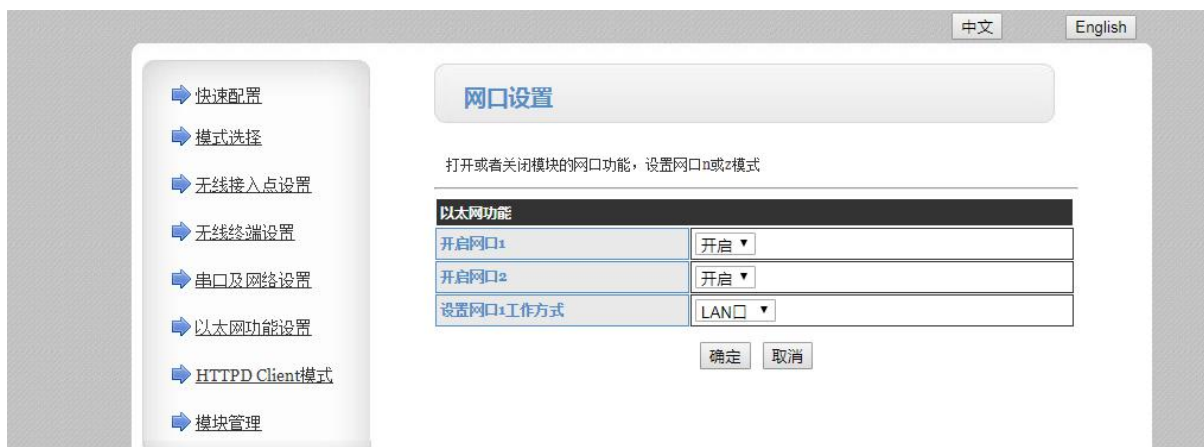 中文 English
快速配置
模式选择
无线接入点设置
无线终端设置
串口及网络设置
以太网功能设置
HTTPD Client模式
模块管理
网口设置
打开或者关闭模块的网口功能，设置网口n或z模式
以太网功能
开启网口1 开启
开启网口2 开启
设置网口1工作方式 LAN口
确定 取消